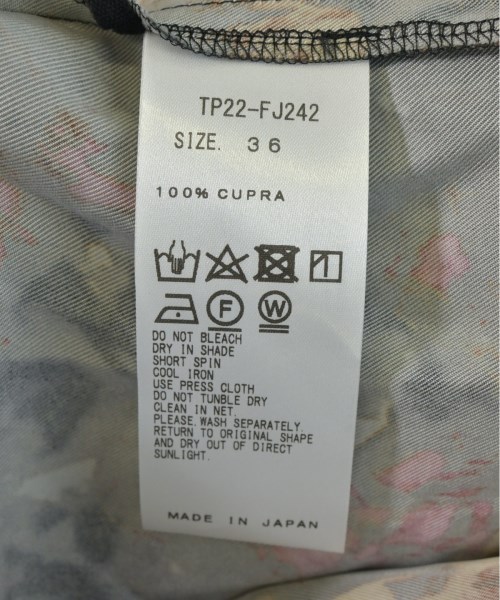 TP22-FJ242
SIZE. 36
100% CUPRA
F W
DO NOT BLEACH
DRY IN SHADE
SHORT SPIN
COOL IRON
USE PRESS CLOTH
DO NOT TUNBLE DRY
CLEAN IN NET.
PLEASE WASH SEPARATELY.
RETURN TO ORIGINAL SHAPE
AND DRY OUT OF DIRECT
SUNLIGHT.
MADE IN JAPAN